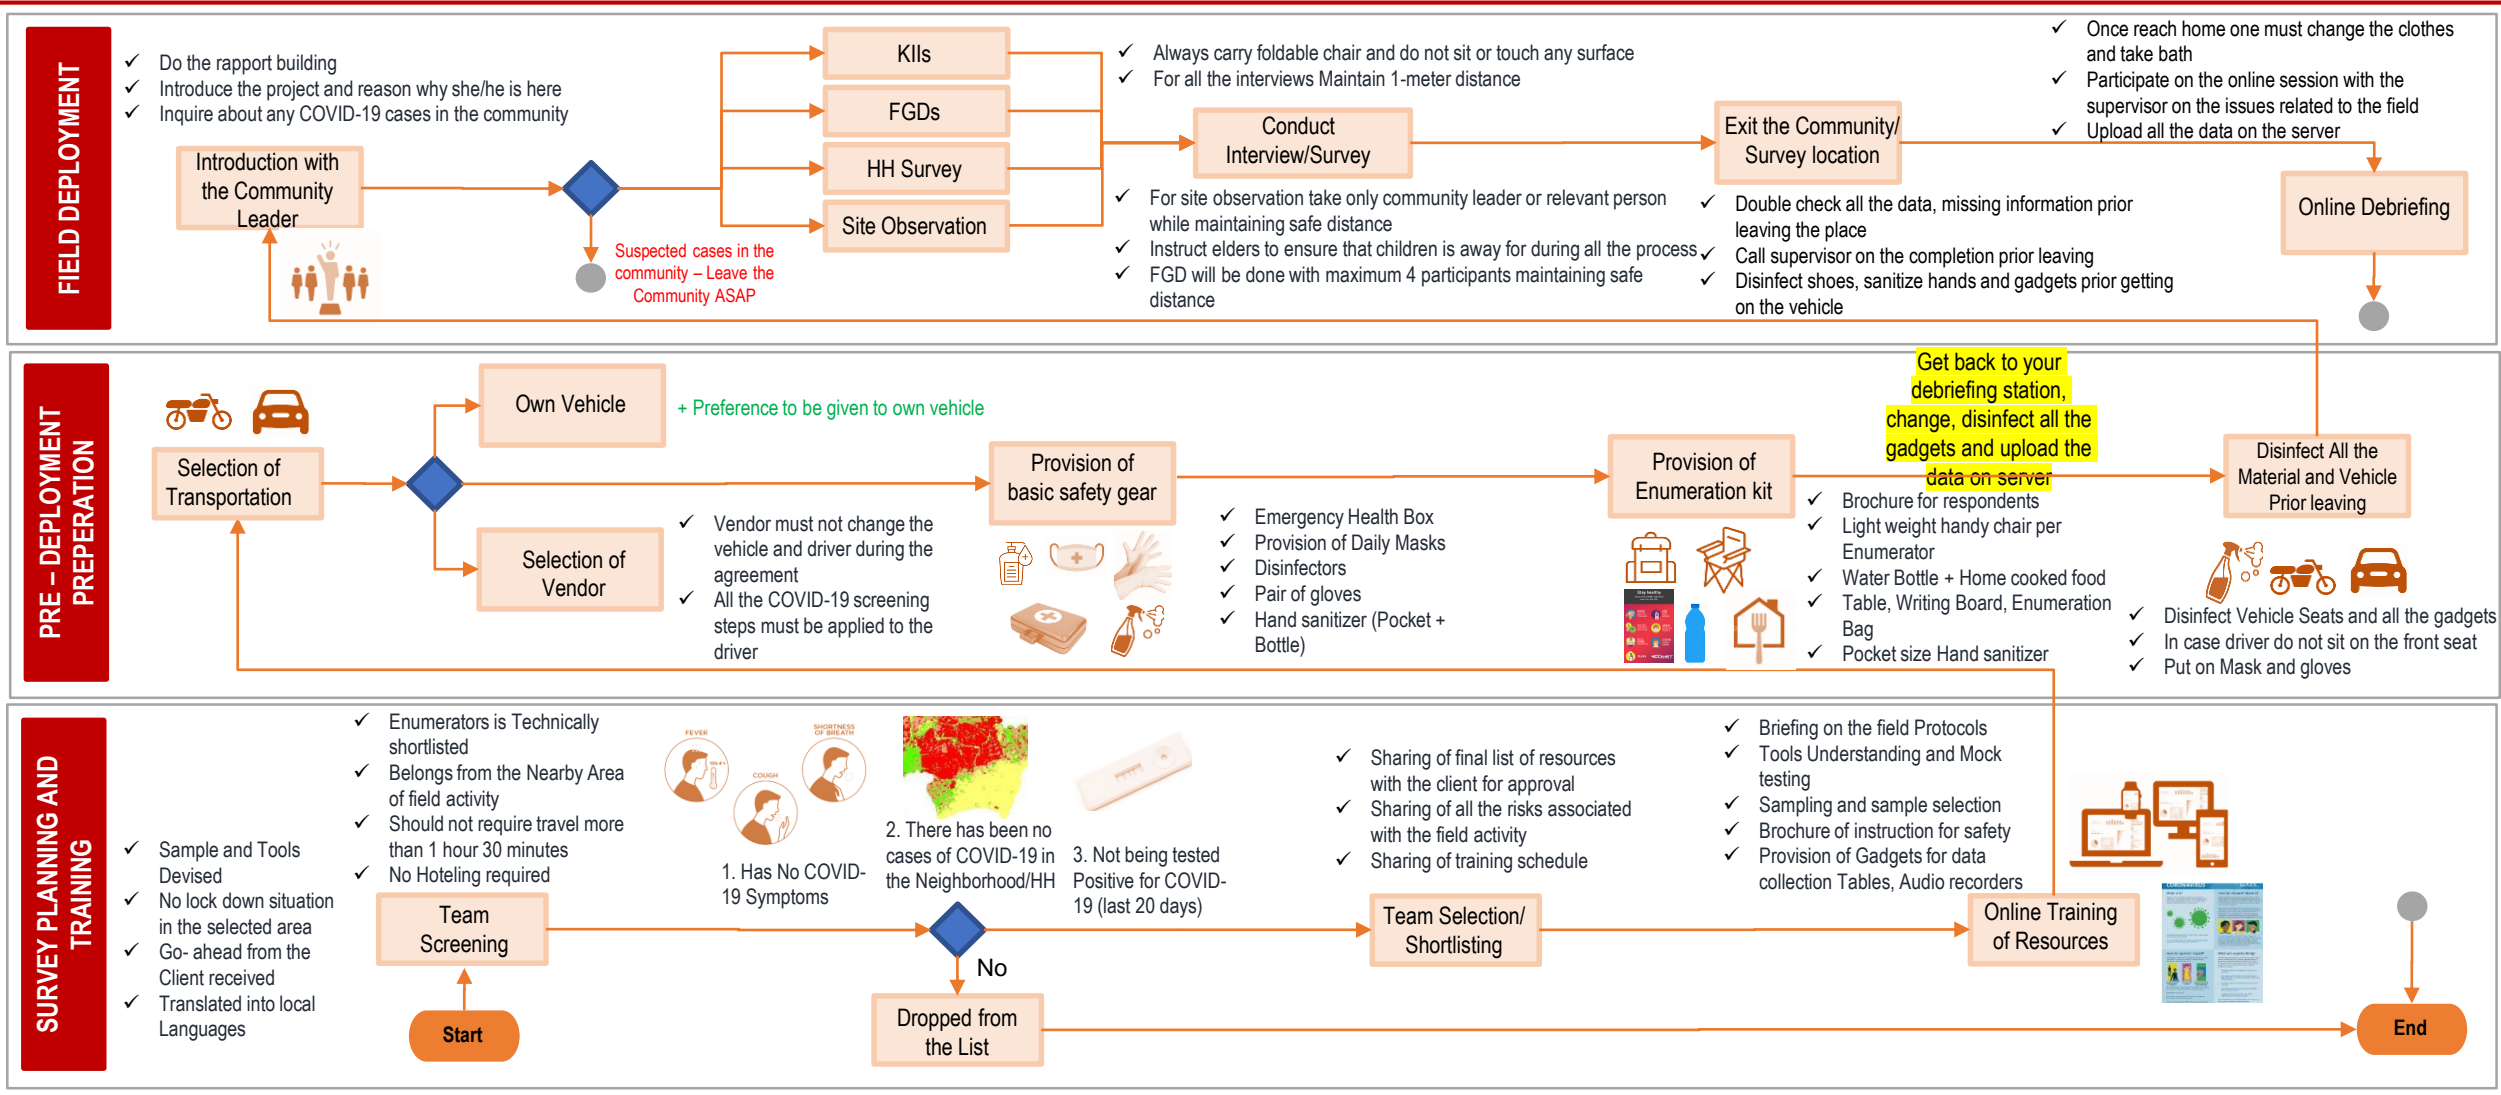 FIELD DEPLOYMENT
Do the rapport building
Introduce the project and reason why she/he is here
Inquire about any COVID-19 cases in the community
Introduction with
the Community
Leader
Suspected cases in the
community – Leave the
Community ASAP
KIIs
FGDs
HH Survey
Site Observation
Always carry foldable chair and do not sit or touch any surface
For all the interviews Maintain 1-meter distance
Conduct
Interview/Survey
For site observation take only community leader or relevant person
while maintaining safe distance
Instruct elders to ensure that children is away for during all the process
FGD will be done with maximum 4 participants maintaining safe
distance
Exit the Community/
Survey location
Double check all the data, missing information prior
leaving the place
Call supervisor on the completion prior leaving
Disinfect shoes, sanitize hands and gadgets prior getting
on the vehicle
Once reach home one must change the clothes
and take bath
Participate on the online session with the
supervisor on the issues related to the field
Upload all the data on the server
Online Debriefing
PRE – DEPLOYMENT
PREPERATION
Selection of
Transportation
Own Vehicle
+ Preference to be given to own vehicle
Selection of
Vendor
Vendor must not change the
vehicle and driver during the
agreement
All the COVID-19 screening
steps must be applied to the
driver
Provision of
basic safety gear
Emergency Health Box
Provision of Daily Masks
Disinfectors
Pair of gloves
Hand sanitizer (Pocket +
Bottle)
Provision of
Enumeration kit
Stay healthy
Get back to your
debriefing station,
change, disinfect all the
gadgets and upload the
data on server
Brochure for respondents
Light weight handy chair per
Enumerator
Water Bottle + Home cooked food
Table, Writing Board, Enumeration
Bag
Pocket size Hand sanitizer
Disinfect All the
Material and Vehicle
Prior leaving
Disinfect Vehicle Seats and all the gadgets
In case driver do not sit on the front seat
Put on Mask and gloves
SURVEY PLANNING AND
TRAINING
Sample and Tools
Devised
No lock down situation
in the selected area
Go- ahead from the
Client received
Translated into local
Languages
Enumerators is Technically
shortlisted
Belongs from the Nearby Area
of field activity
Should not require travel more
than 1 hour 30 minutes
No Hoteling required
Team
Screening
Start
FEVER
COUGH
SHORTNESS
OF BREATH
1. Has No COVID-
19 Symptoms
2. There has been no
cases of COVID-19 in
the Neighborhood/HH
3. Not being tested
Positive for COVID-
19 (last 20 days)
No
Dropped from
the List
Sharing of final list of resources
with the client for approval
Sharing of all the risks associated
with the field activity
Sharing of training schedule
Team Selection/
Shortlisting
Briefing on the field Protocols
Tools Understanding and Mock
testing
Sampling and sample selection
Brochure of instruction for safety
Provision of Gadgets for data
collection Tables, Audio recorders
Online Training
of Resources
CORONAVIRUS
End